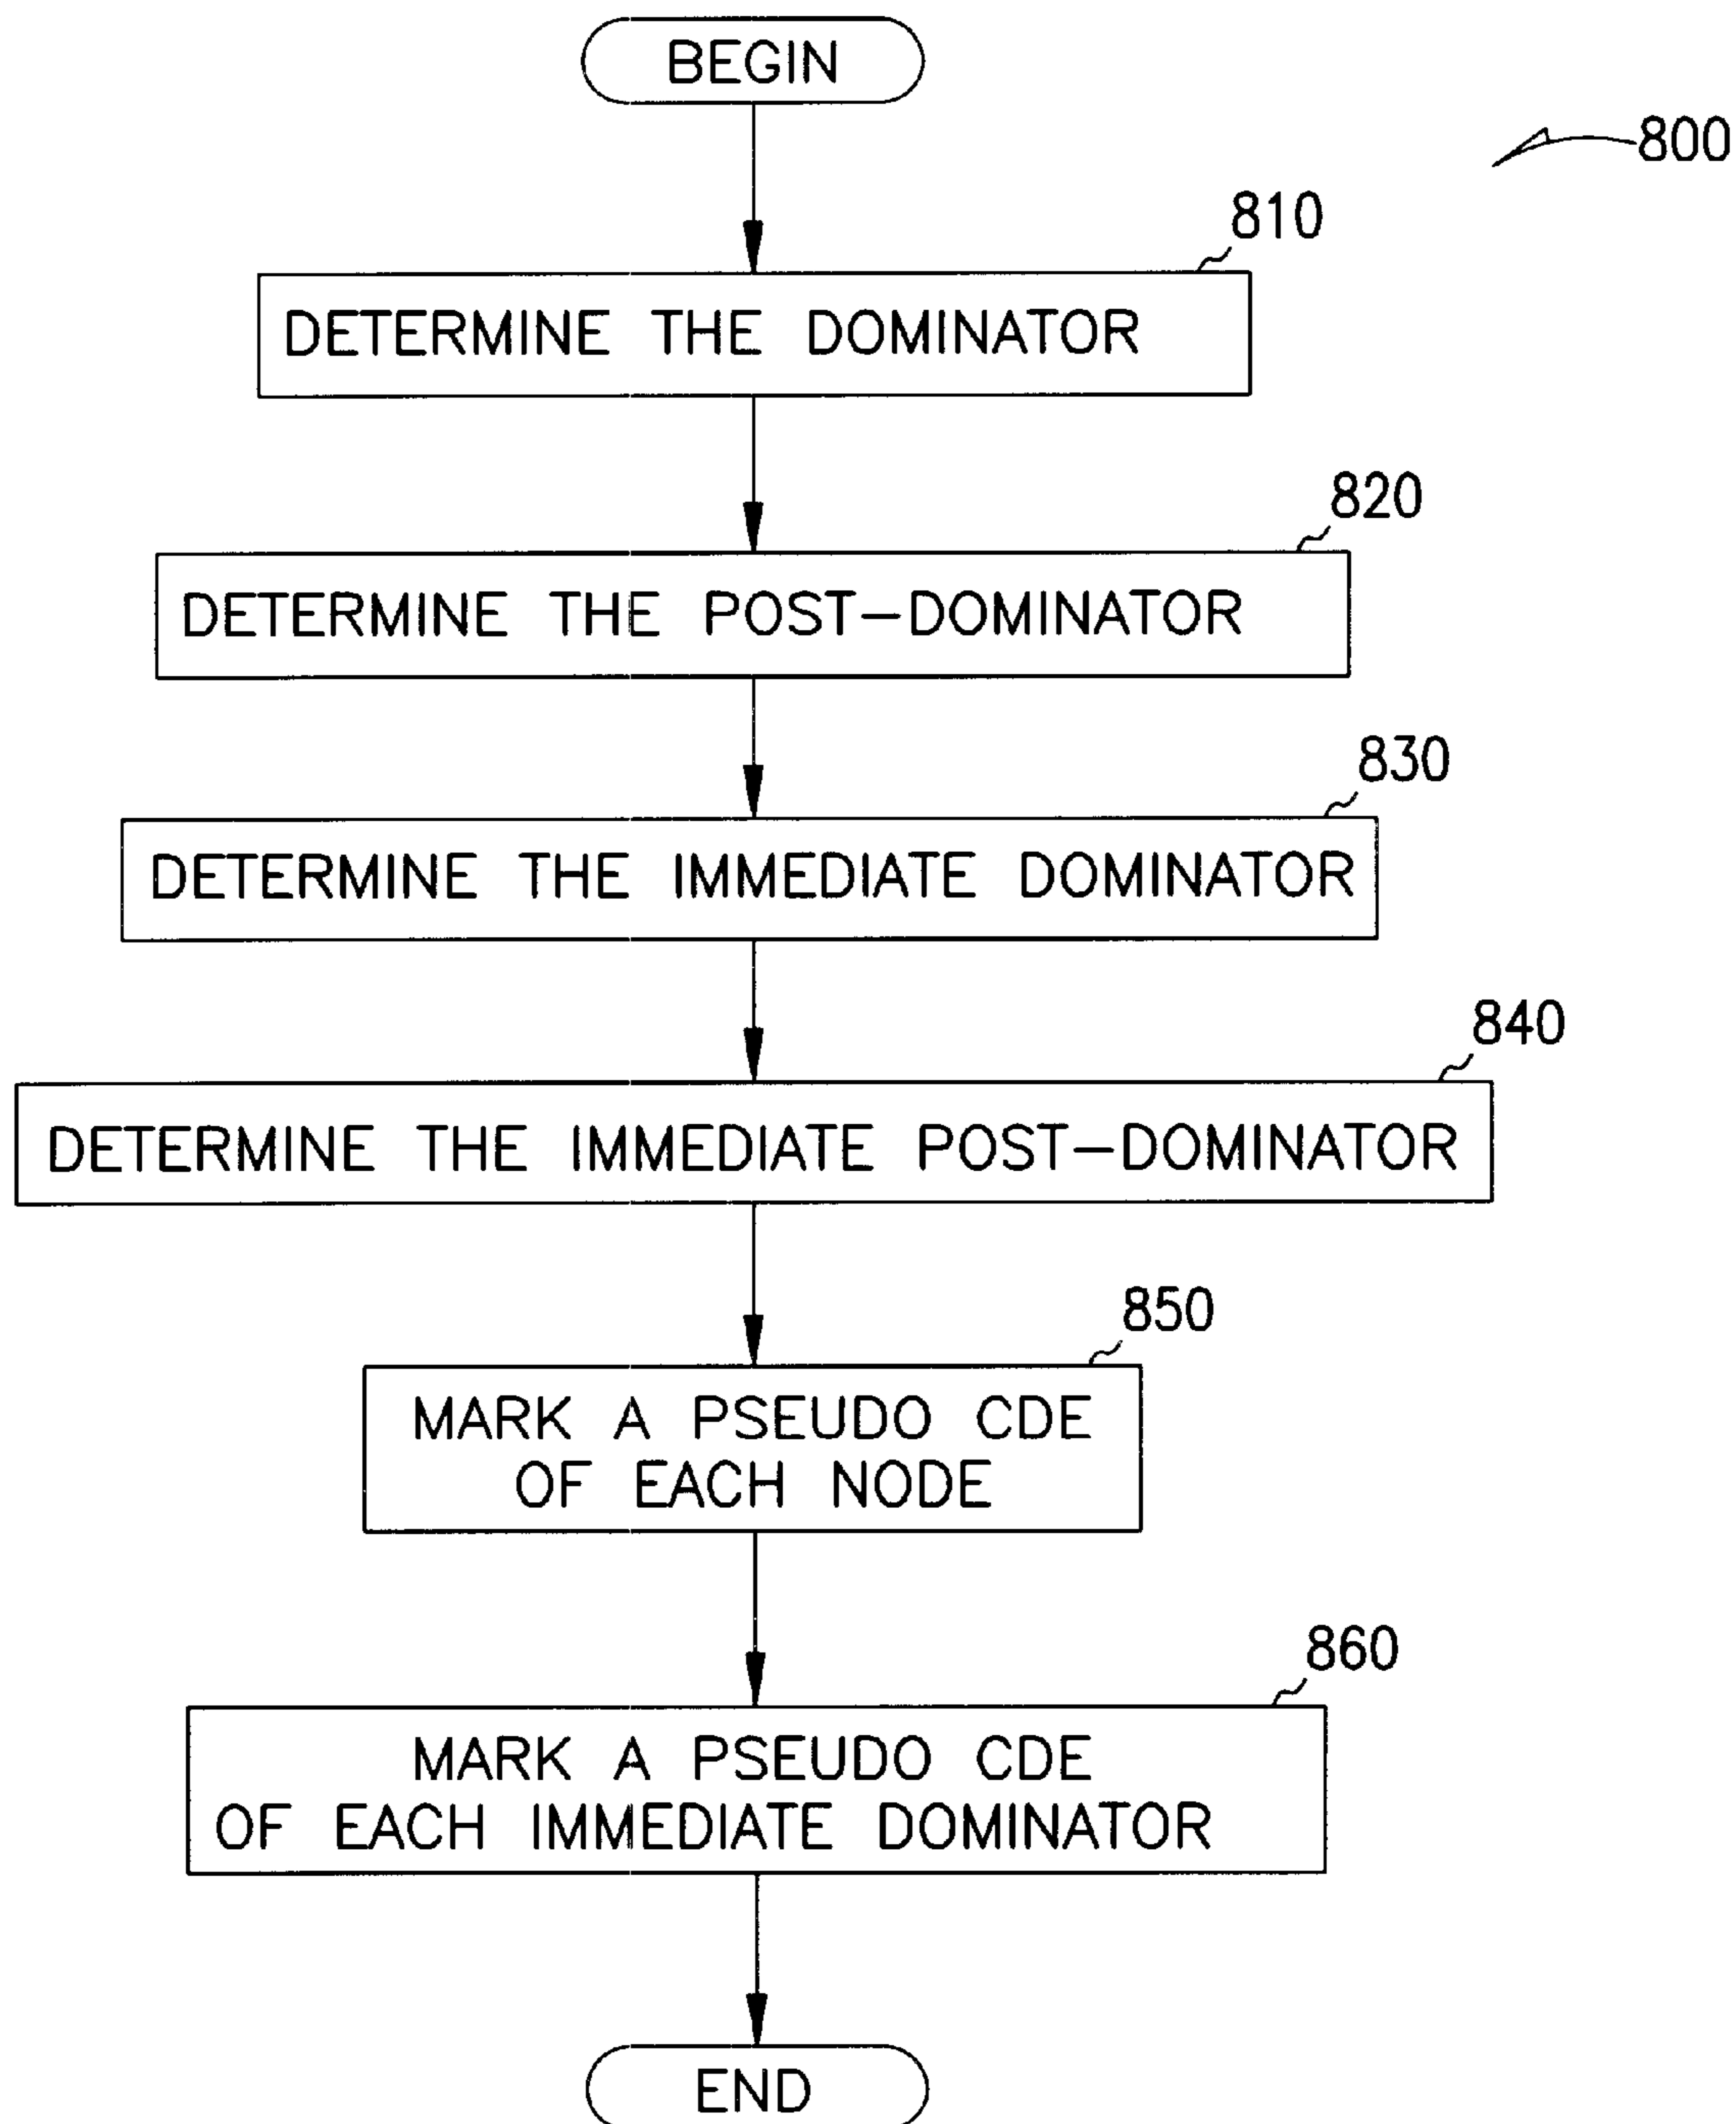 BEGIN
800
810
DETERMINE THE DOMINATOR
820
DETERMINE THE POST-DOMINATOR
830
DETERMINE THE IMMEDIATE DOMINATOR
840
DETERMINE THE IMMEDIATE POST-DOMINATOR
850
MARK A PSEUDO CDE
OF EACH NODE
860
MARK A PSEUDO CDE
OF EACH IMMEDIATE DOMINATOR
END